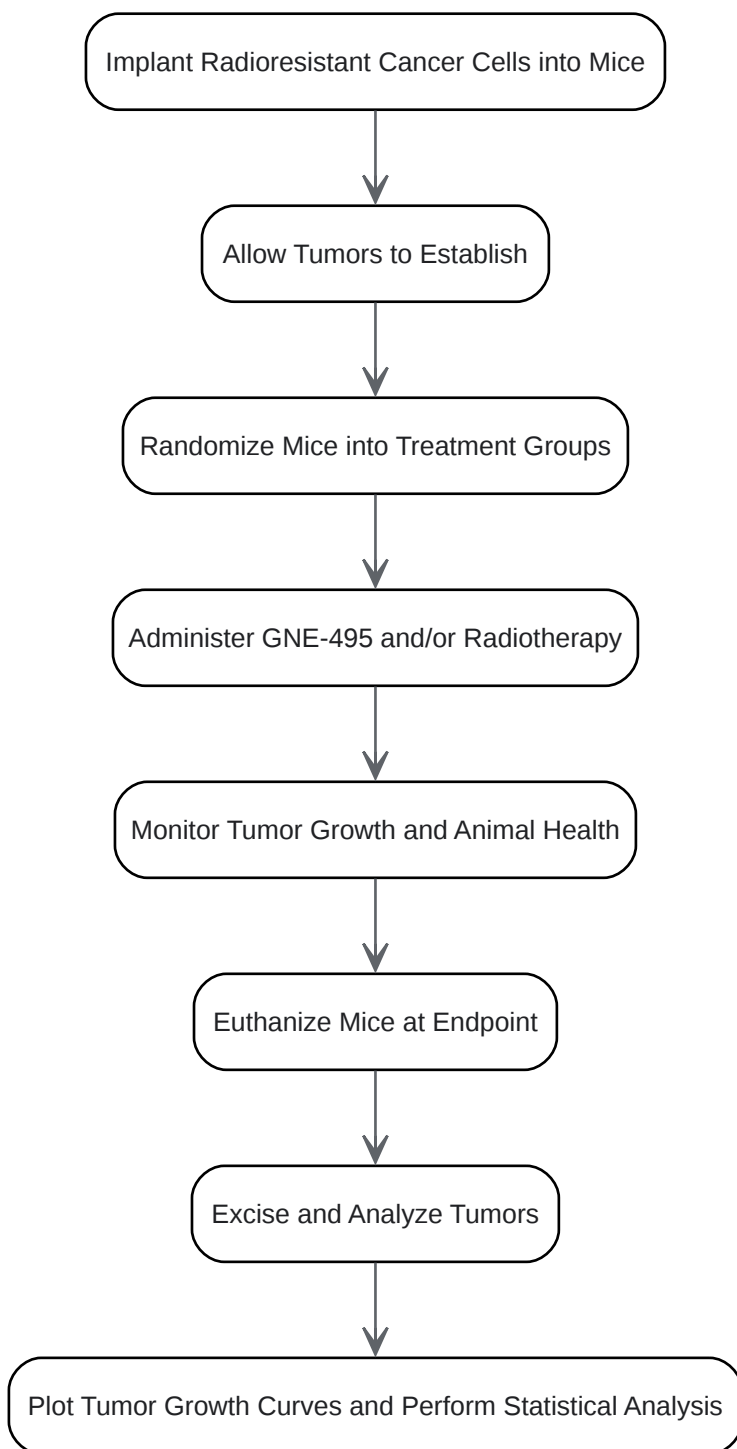 Implant Radioresistant Cancer Cells into Mice
Allow Tumors to Establish
Randomize Mice into Treatment Groups
Administer GNE-495 and/or Radiotherapy
Monitor Tumor Growth and Animal Health
Euthanize Mice at Endpoint
Excise and Analyze Tumors
Plot Tumor Growth Curves and Perform Statistical Analysis